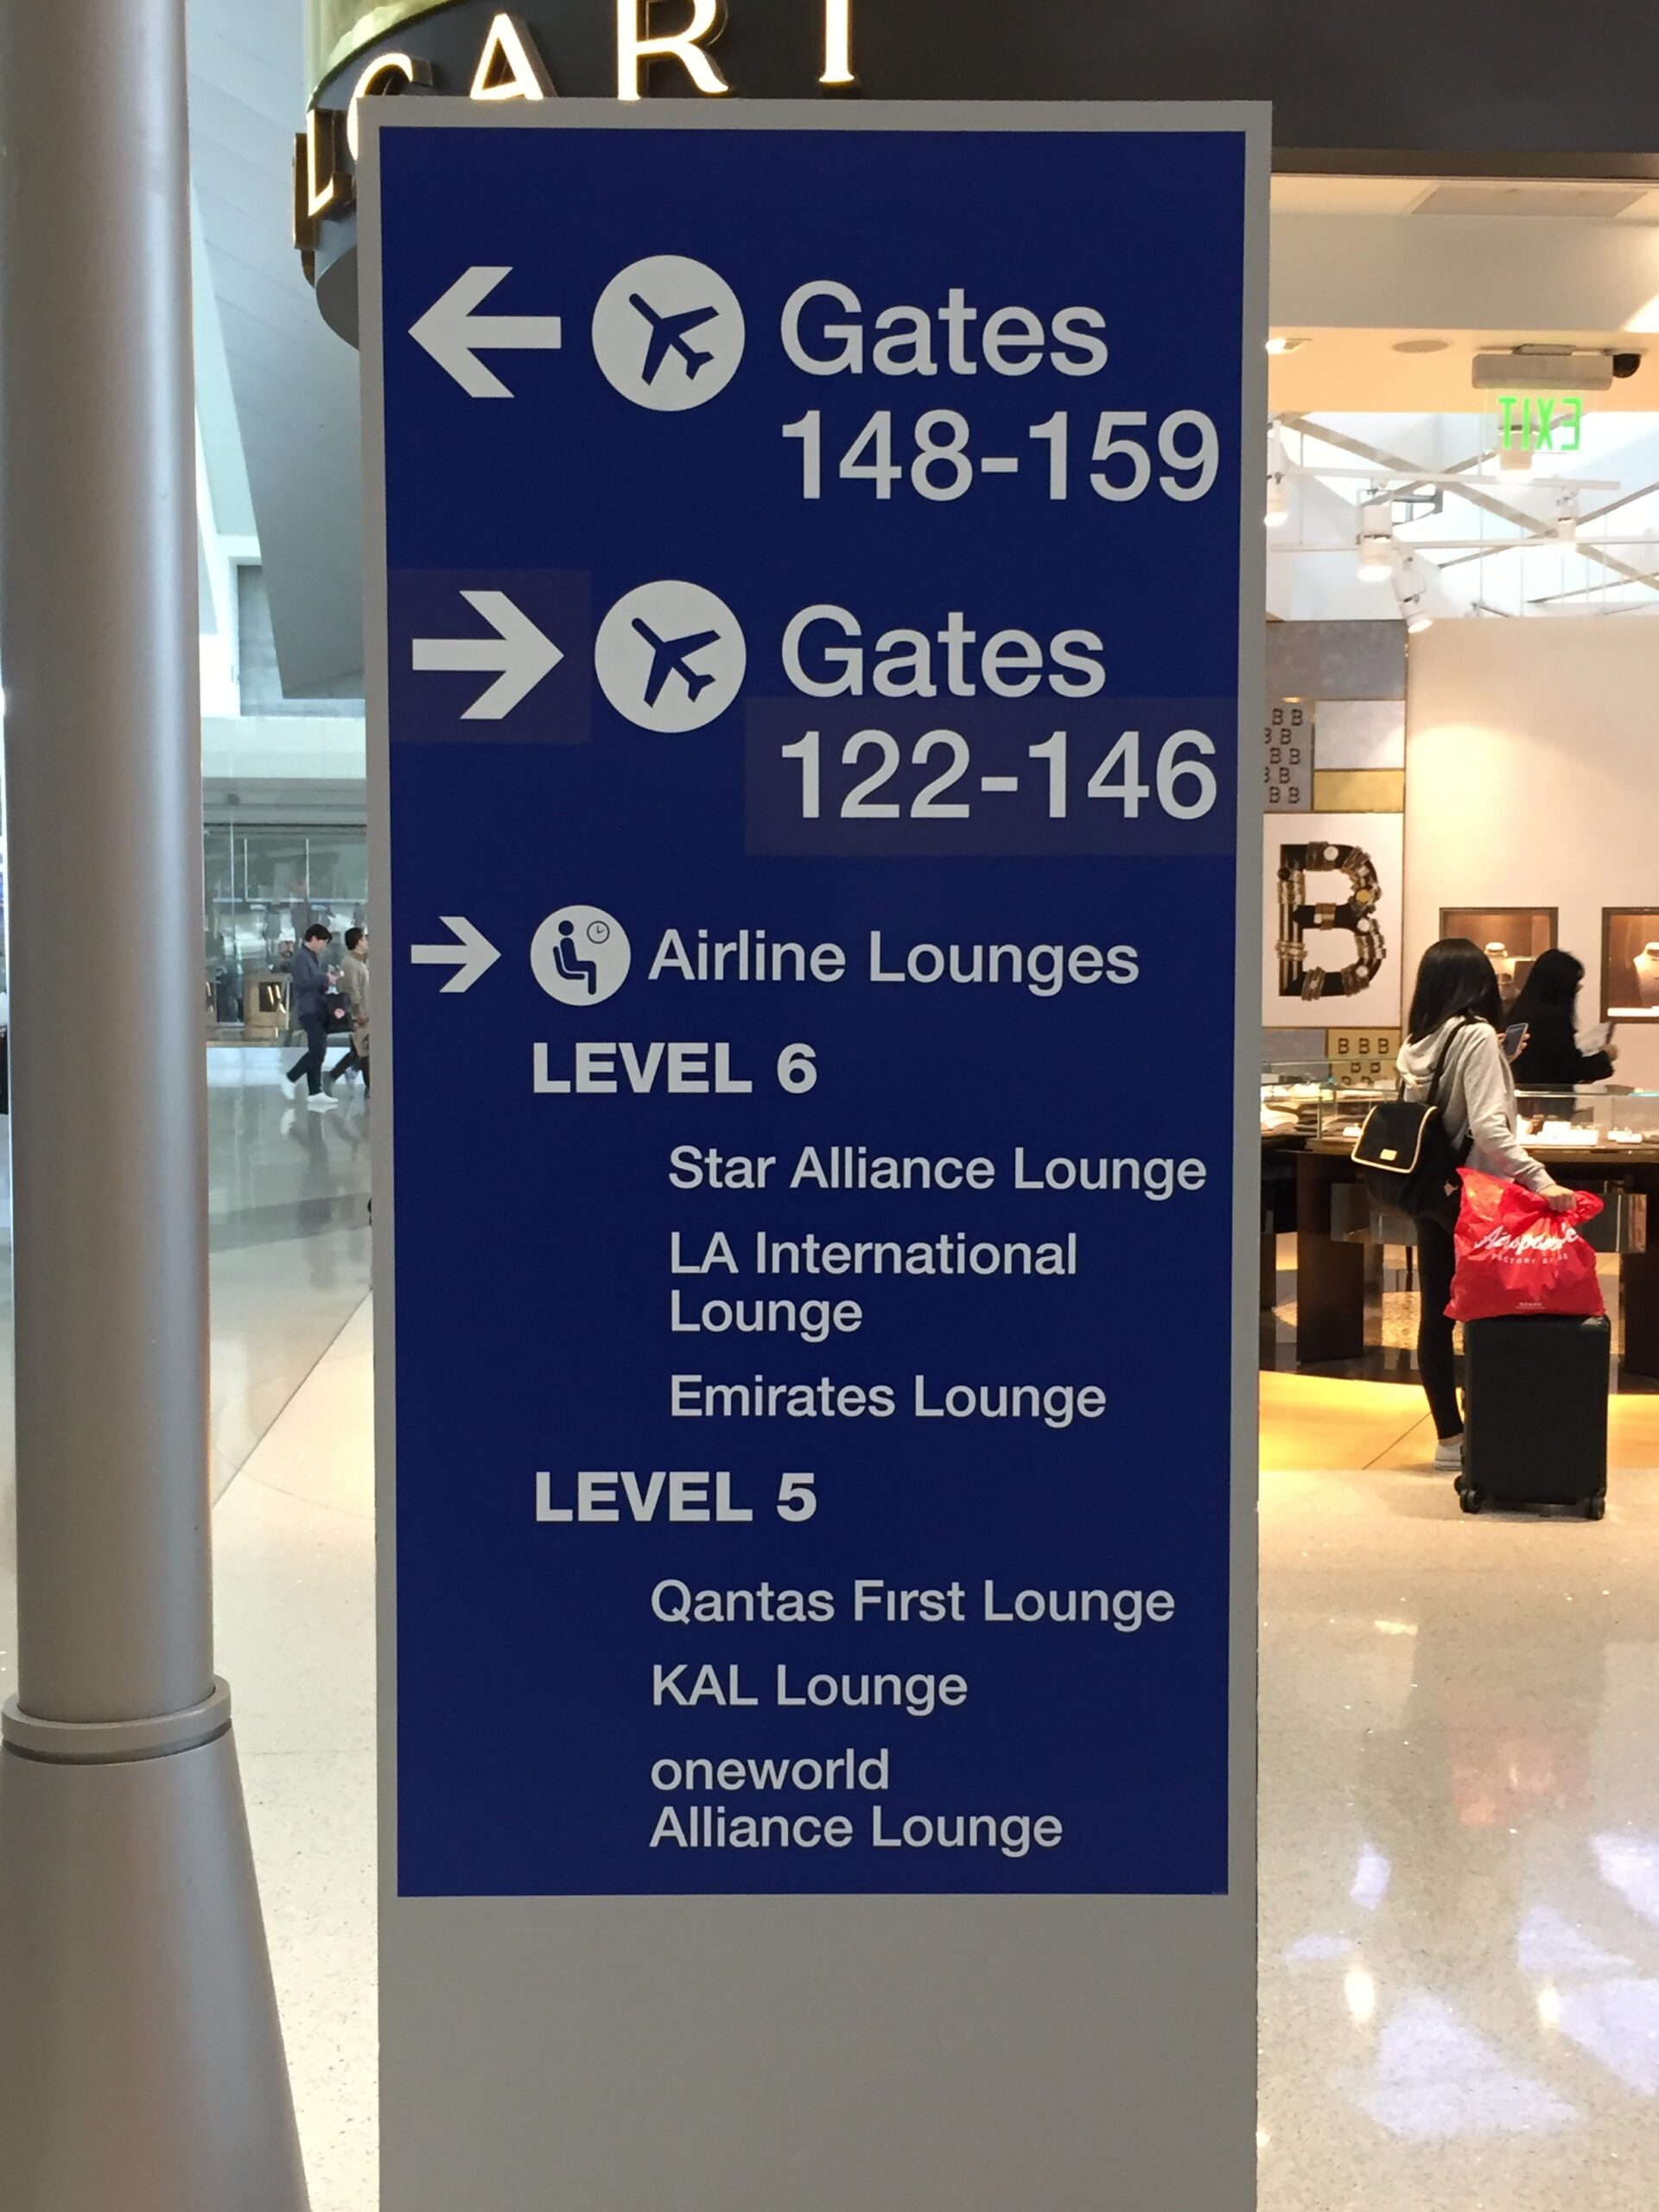 CARI
Gates
148-159
EXIT
Gates
122-146
B B
B B
B B
B B
B B
B
B B B
B B
Airline Lounges
LEVEL 6
Star Alliance Lounge
LA International
Lounge
Emirates Lounge
LEVEL 5
Qantas First Lounge
KAL Lounge
oneworld
Alliance Lounge